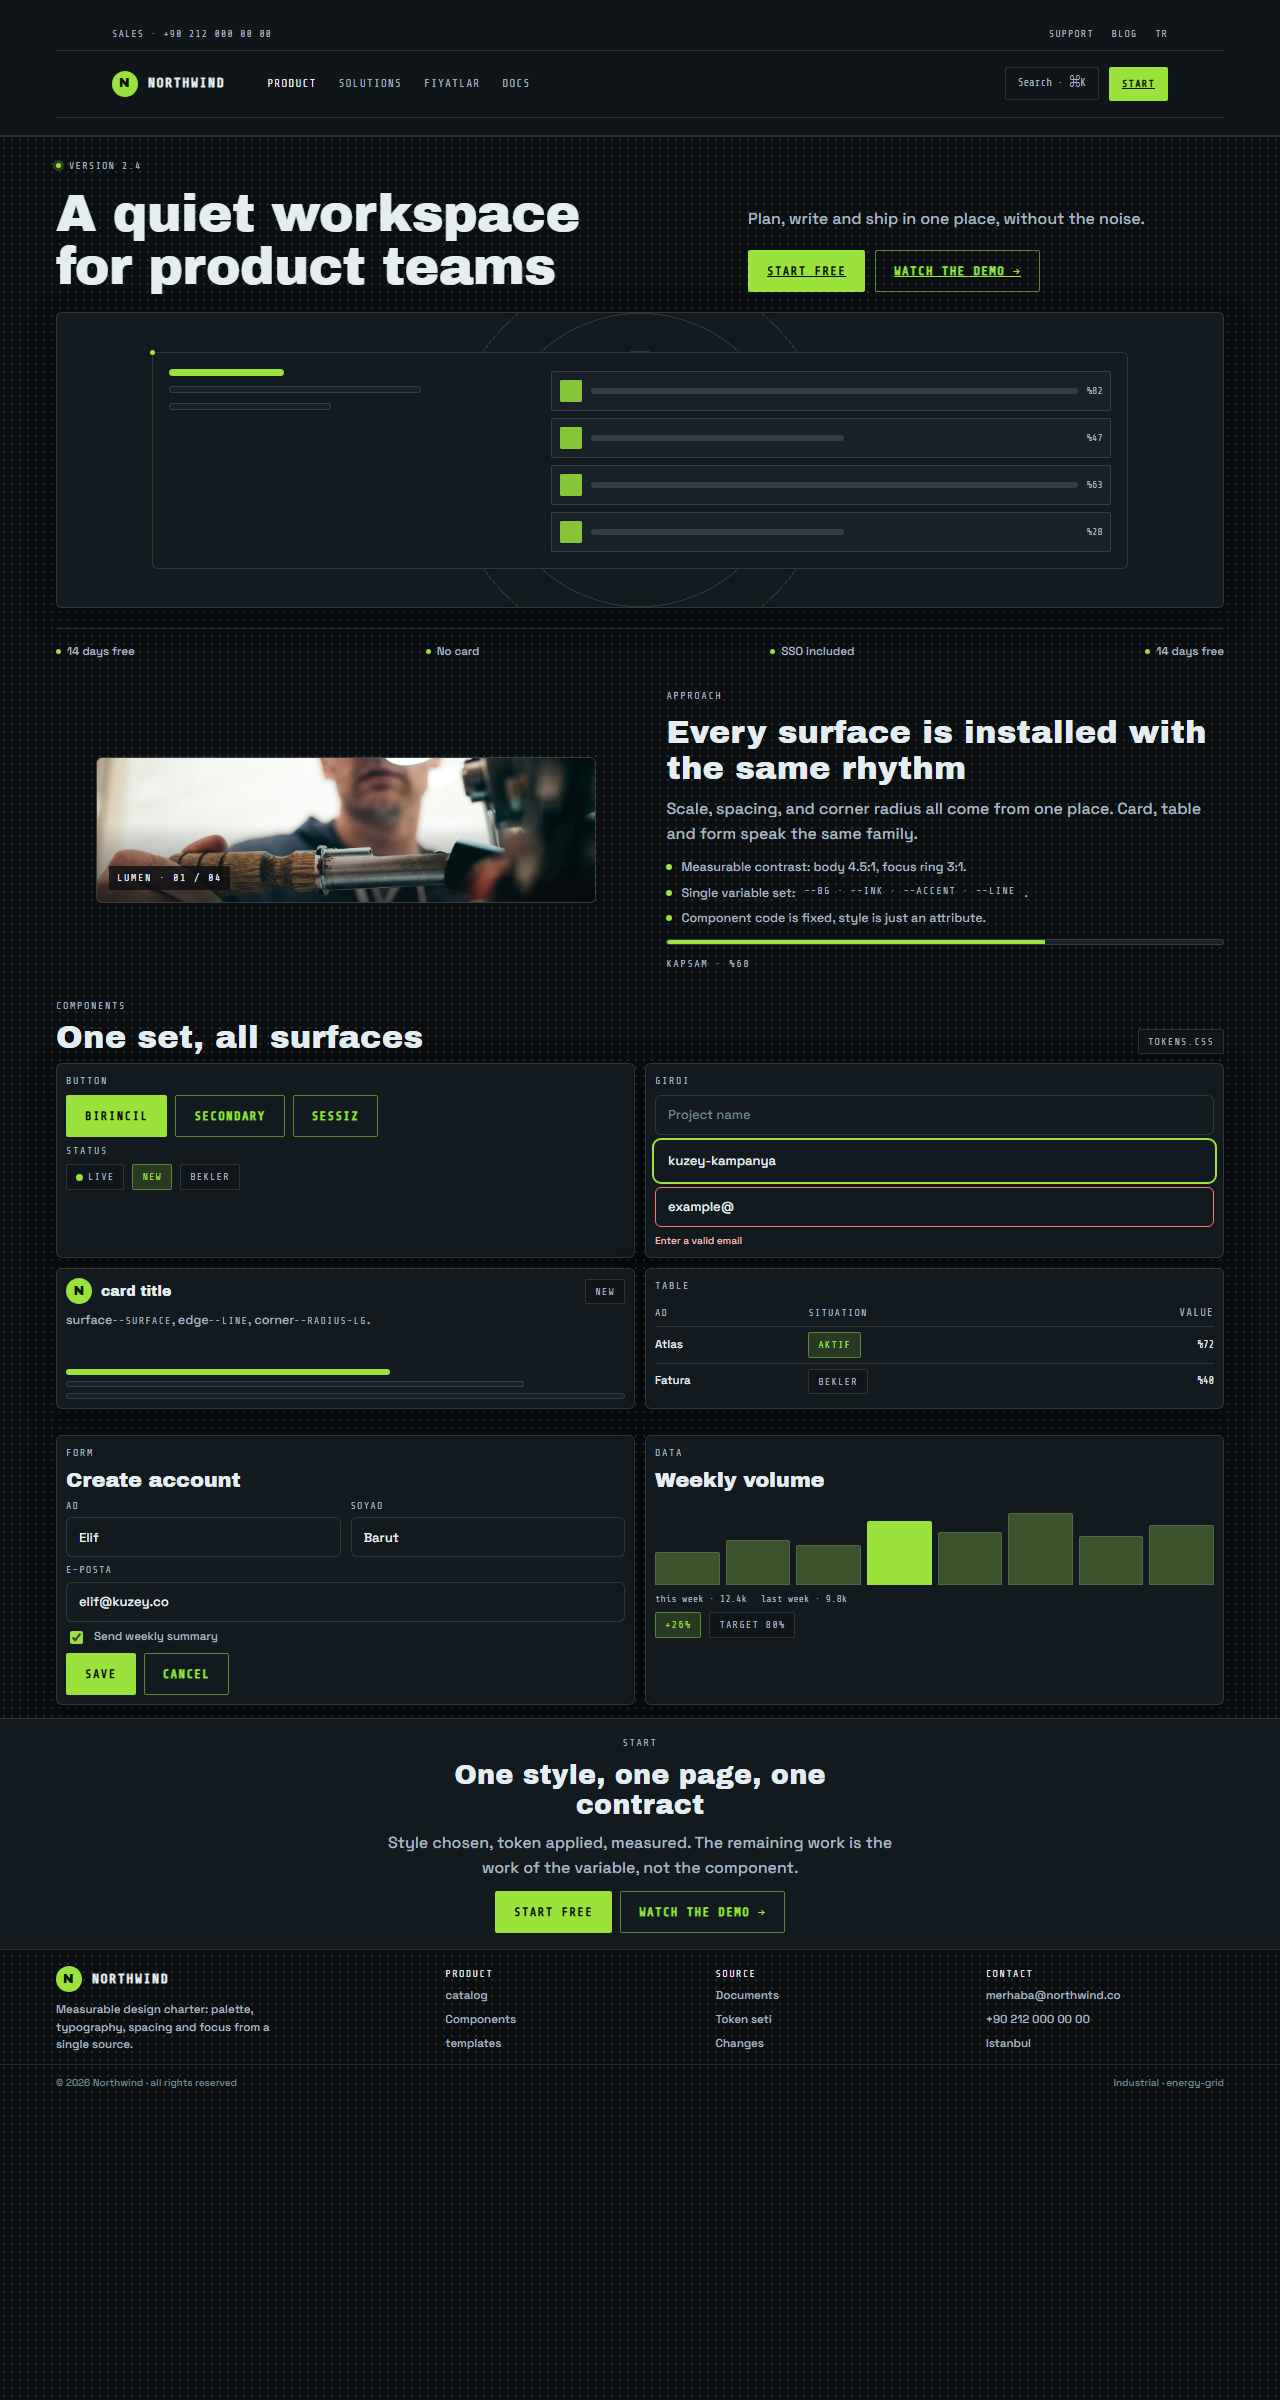 SALES · +90 212 000 00 00
SUPPORT BLOG TR
N NORTHWIND PRODUCT SOLUTIONS FIYATLAR DOCS Search · ⌘K START
VERSION 2.4
A quiet workspace
for product teams
Plan, write and ship in one place, without the noise.
START FREE WATCH THE DEMO →
%82
%47
%63
%28
14 days free No card SSO included 14 days free
LUMEN · 01 / 04
APPROACH
Every surface is installed with
the same rhythm
Scale, spacing, and corner radius all come from one place. Card, table
and form speak the same family.
Measurable contrast: body 4.5:1, focus ring 3:1.
Single variable set: --BG · --INK · --ACCENT · --LINE .
Component code is fixed, style is just an attribute.
KAPSAM · %68
COMPONENTS
One set, all surfaces
TOKENS.CSS
BUTTON
BIRINCIL SECONDARY SESSIZ
STATUS
LIVE NEW BEKLER
GIRDI
Project name
kuzey-kampanya
example@
Enter a valid email
N card title NEW
surface--SURFACE, edge--LINE, corner--RADIUS-LG.
TABLE
AD SITUATION VALUE
Atlas AKTIF %72
Fatura BEKLER %40
FORM
Create account
AD SOYAD
Elif Barut
E-POSTA
elif@kuzey.co
Send weekly summary
SAVE CANCEL
DATA
Weekly volume
this week · 12.4k last week · 9.8k
+26% TARGET 80%
START
One style, one page, one
contract
Style chosen, token applied, measured. The remaining work is the
work of the variable, not the component.
START FREE WATCH THE DEMO →
N NORTHWIND
Measurable design charter: palette,
typography, spacing and focus from a
single source.
PRODUCT
catalog
Components
templates
SOURCE
Documents
Token seti
Changes
CONTACT
merhaba@northwind.co
+90 212 000 00 00
Istanbul
© 2026 Northwind · all rights reserved
Industrial · energy-grid